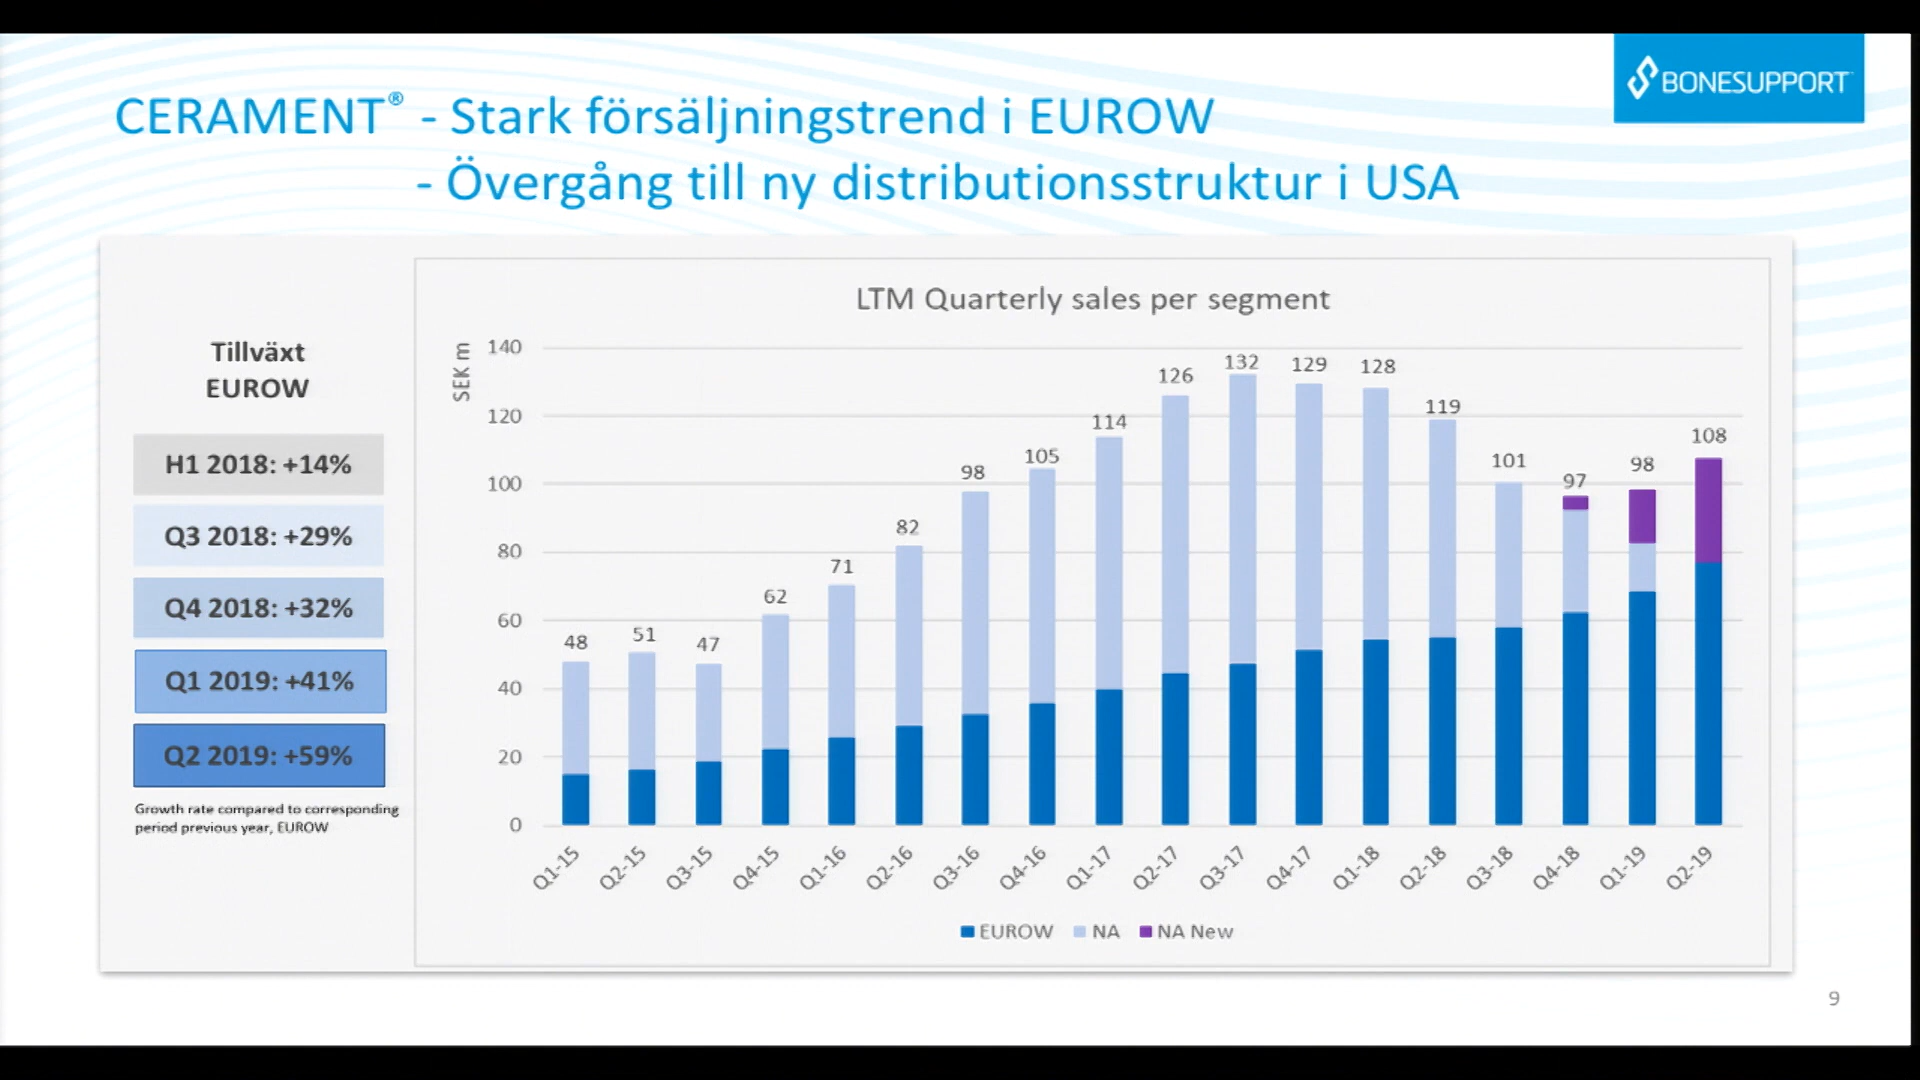 BONESUPPORT
CERAMENT® - Stark försäljningstrend i EUROW
- Övergång till ny distributionsstruktur i USA
Tillväxt
EUROW
H1 2018: +14%
Q3 2018: +29%
Q4 2018: +32%
Q1 2019: +41%
Q2 2019: +59%
Growth rate compared to corresponding
period previous year, EUROW
LTM Quarterly sales per segment
SEK m
140
120
100
80
60
40
20
0
48
51
47
62
71
82
98
105
114
126
132
129
128
119
101
97
98
108
Q1-15
Q2-15
Q3-15
Q4-15
Q1-16
Q2-16
Q3-16
Q4-16
Q1-17
Q2-17
Q3-17
Q4-17
Q1-18
Q2-18
Q3-18
Q4-18
Q1-19
Q2-19
EUROW NA NA New
9